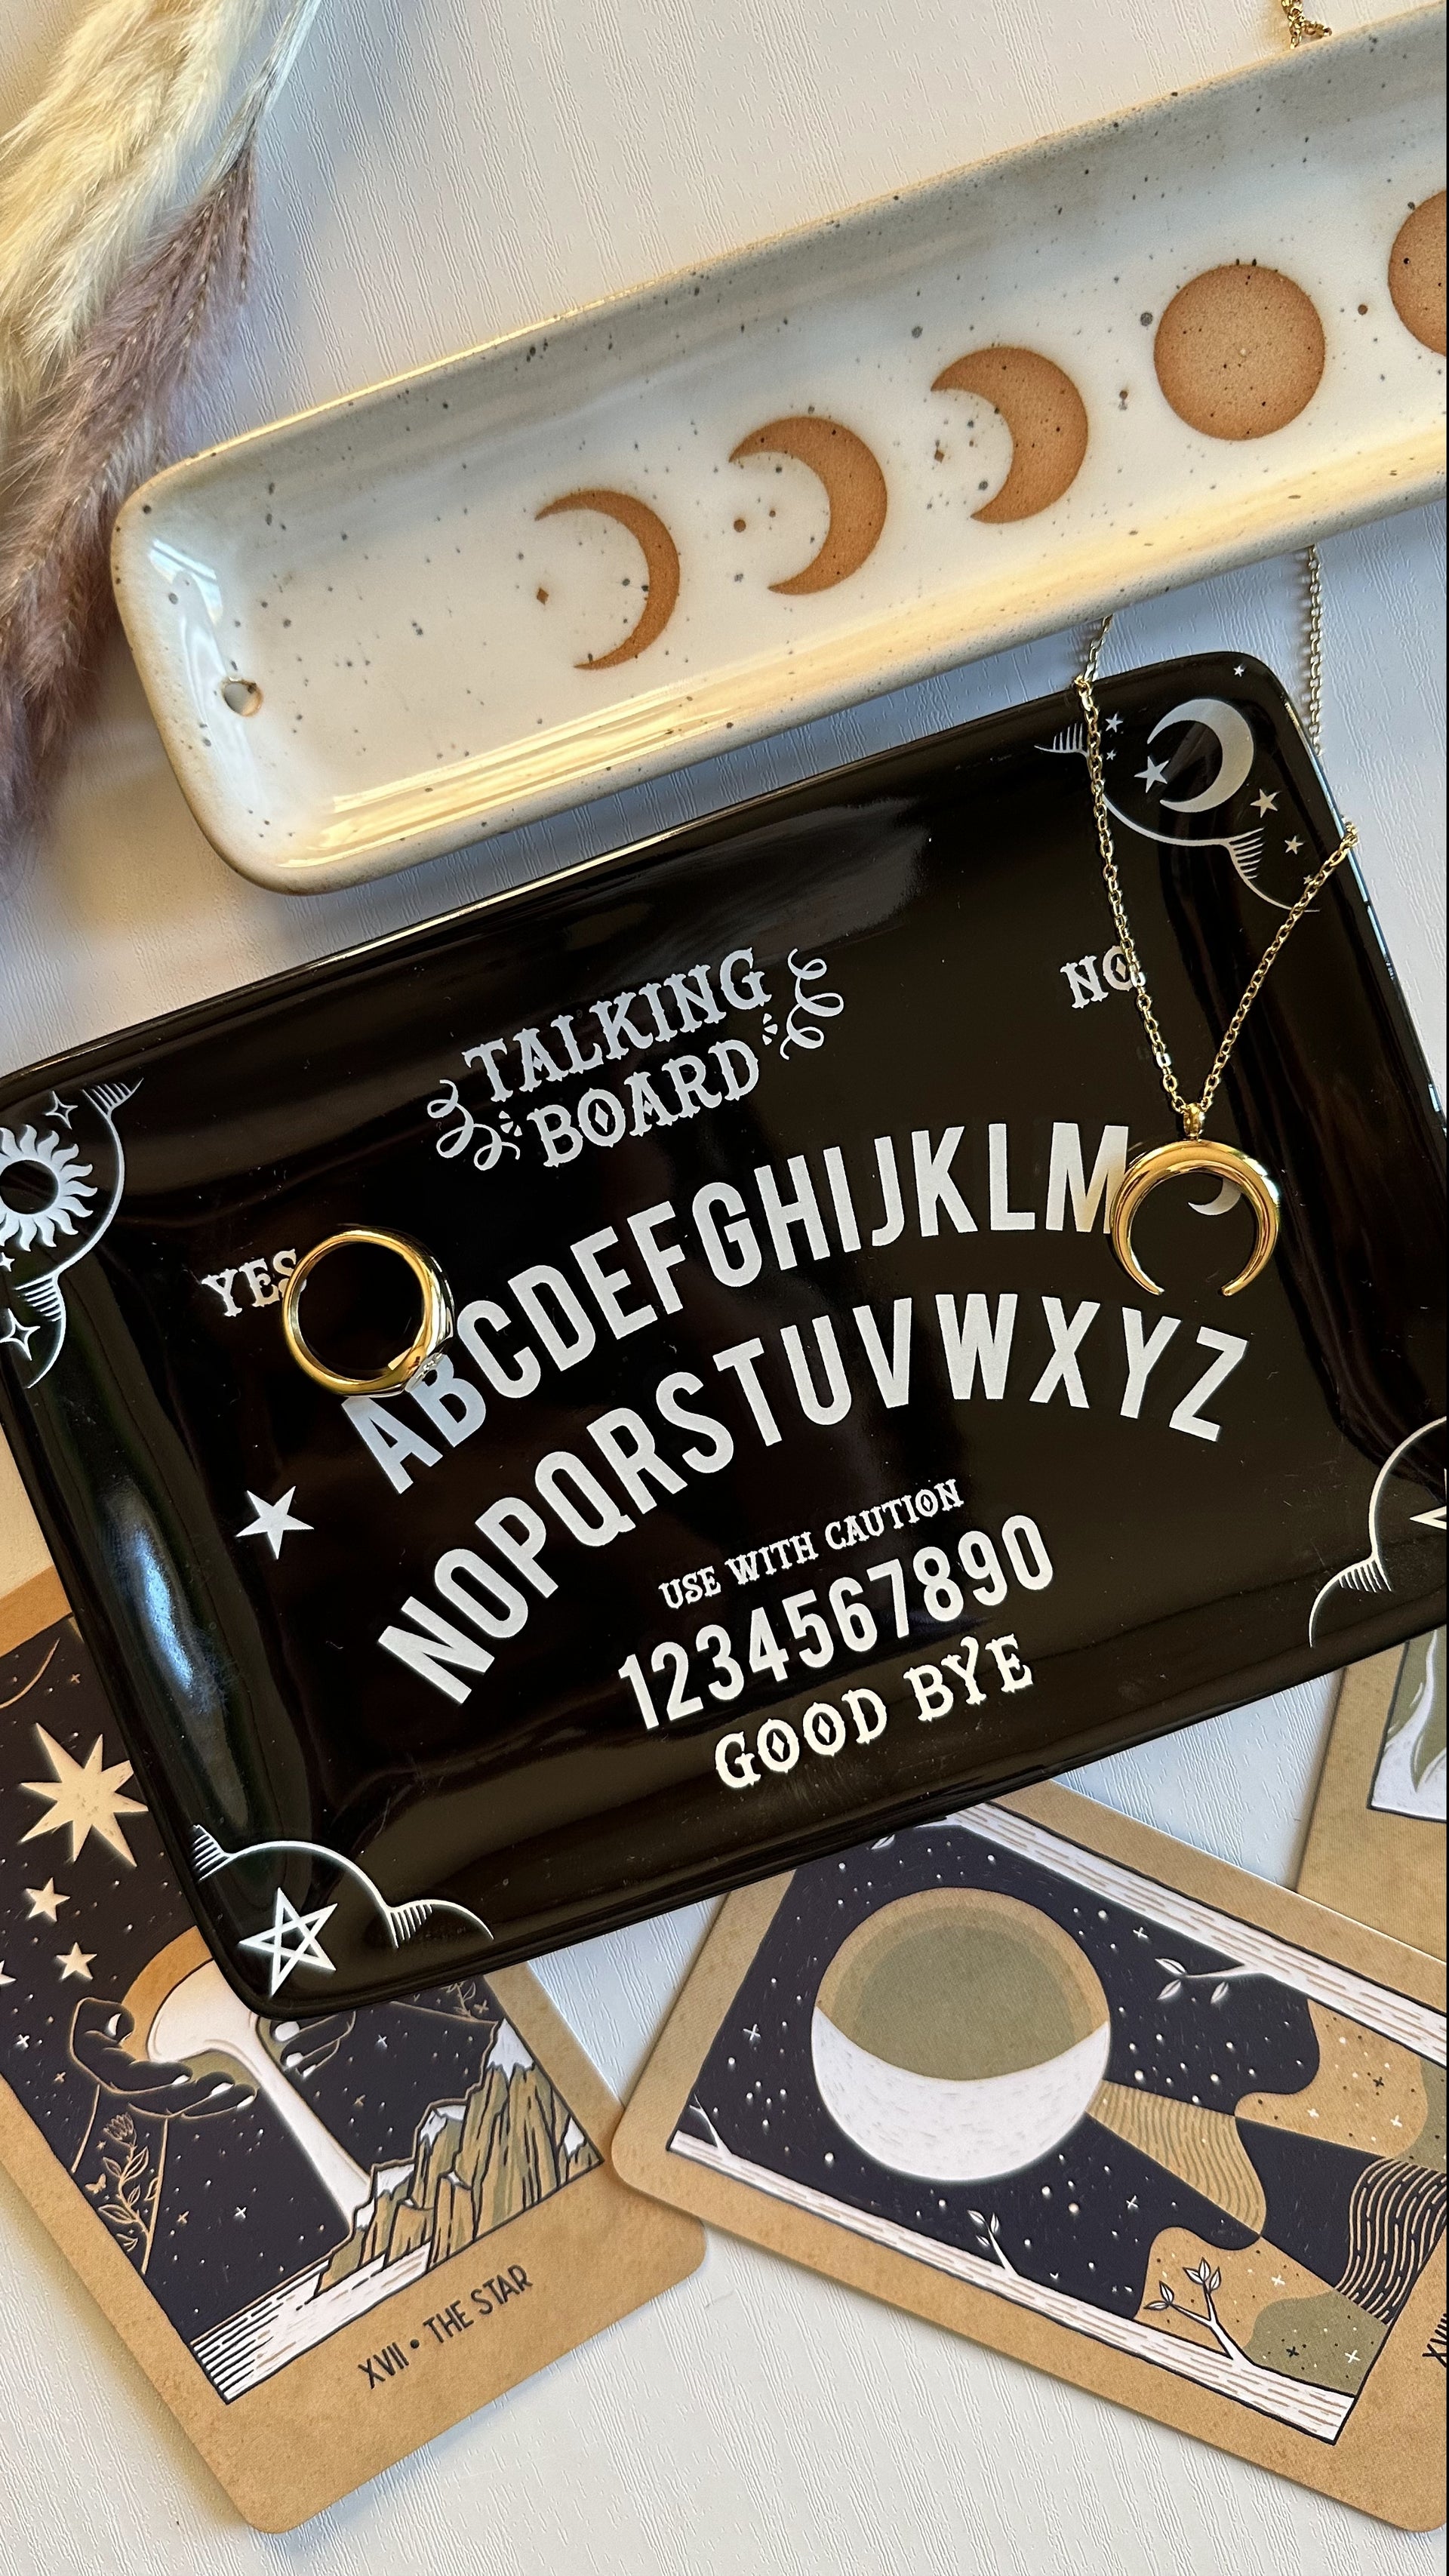 TALKING
BOARD
YES
NO
ABCDEFGHIJKLM
NOPQRSTUVWXYZ
USE WITH CAUTION
1234567890
GOOD BYE
XVII • THE STAR